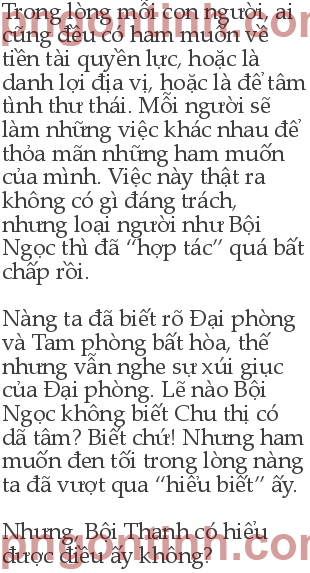 Trong lòng mỗi con người, ai
cũng đều có ham muốn về
tiền tài quyền lực, hoặc là
danh lợi địa vị, hoặc là để tâm
tình thư thái. Mỗi người sẽ
làm những việc khác nhau để
thỏa mãn những ham muốn
của mình. Việc này thật ra
không có gì đáng trách,
nhưng loại người như Bội
Ngọc thì đã “hợp tác” quá bất
chấp rồi.

Nàng ta đã biết rõ Đại phòng
và Tam phòng bất hòa, thế
nhưng vẫn nghe sự xúi giục
của Đại phòng. Lẽ nào Bội
Ngọc không biết Chu thị có
dã tâm? Biết chứ! Nhưng ham
muốn đen tối trong lòng nàng
ta đã vượt qua “hiểu biết” ấy.

Nhưng, Bội Thanh có hiểu
được điều ấy không?
pngontinh.com
pngontinh.com